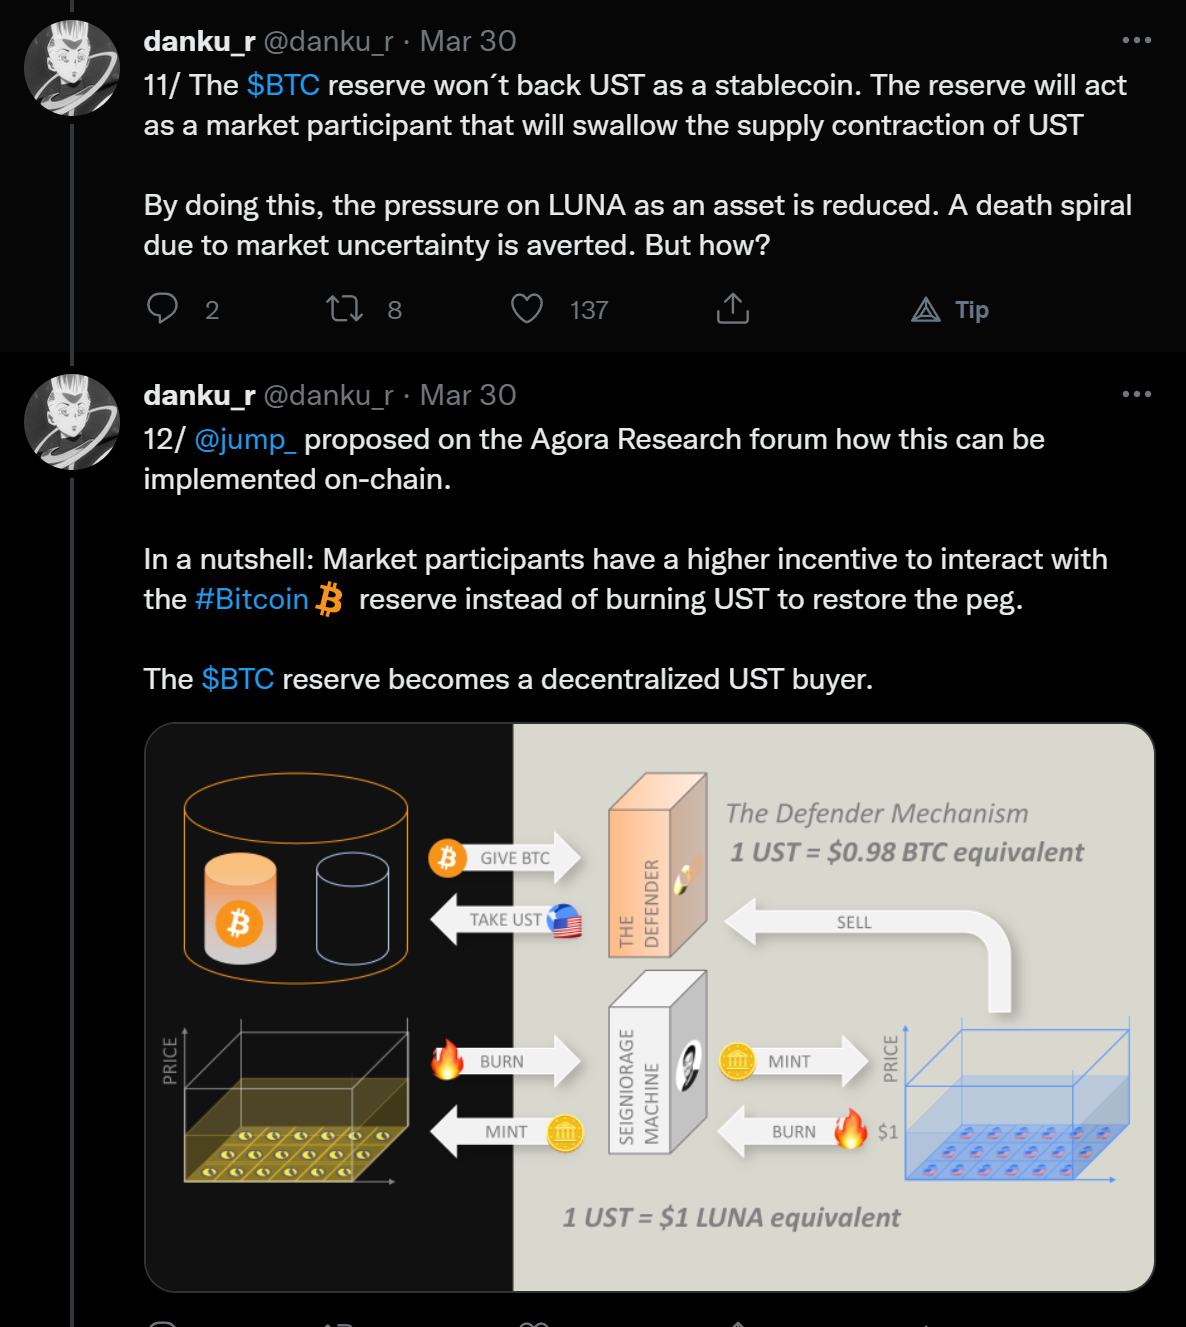 danku_r @danku_r · Mar 30
11/ The $BTC reserve won´t back UST as a stablecoin. The reserve will act
as a market participant that will swallow the supply contraction of UST
By doing this, the pressure on LUNA as an asset is reduced. A death spiral
due to market uncertainty is averted. But how?
2 8 137 Tip
danku_r @danku_r · Mar 30
12/ @jump_ proposed on the Agora Research forum how this can be
implemented on-chain.
In a nutshell: Market participants have a higher incentive to interact with
the #Bitcoin reserve instead of burning UST to restore the peg.
The $BTC reserve becomes a decentralized UST buyer.
The Defender Mechanism
1 UST = $0.98 BTC equivalent
GIVE BTC
TAKE UST
THE
DEFENDER
SELL
PRICE
BURN
MINT
SEIGNIORAGE
MACHINE
MINT
BURN
PRICE
$1
1 UST = $1 LUNA equivalent